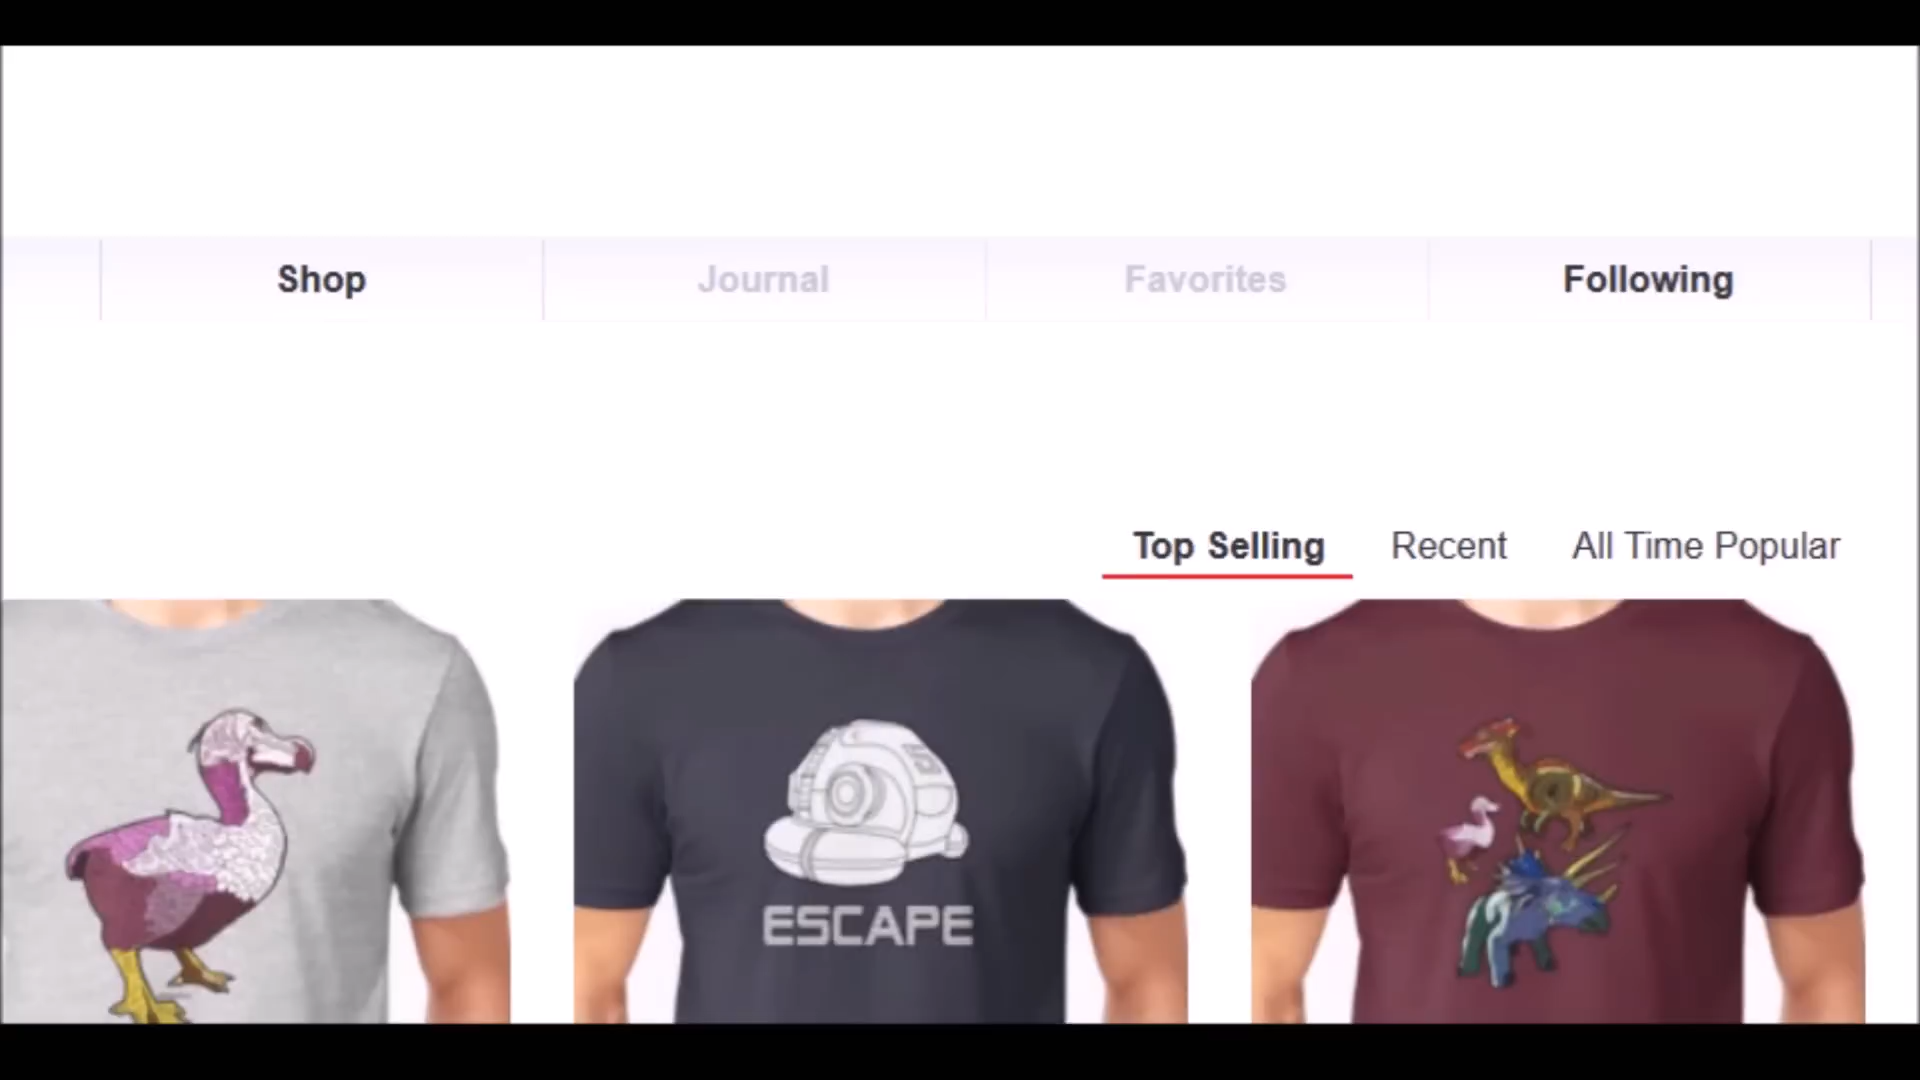 Shop Journal Favorites Following
Top Selling Recent All Time Popular
ESCAPE